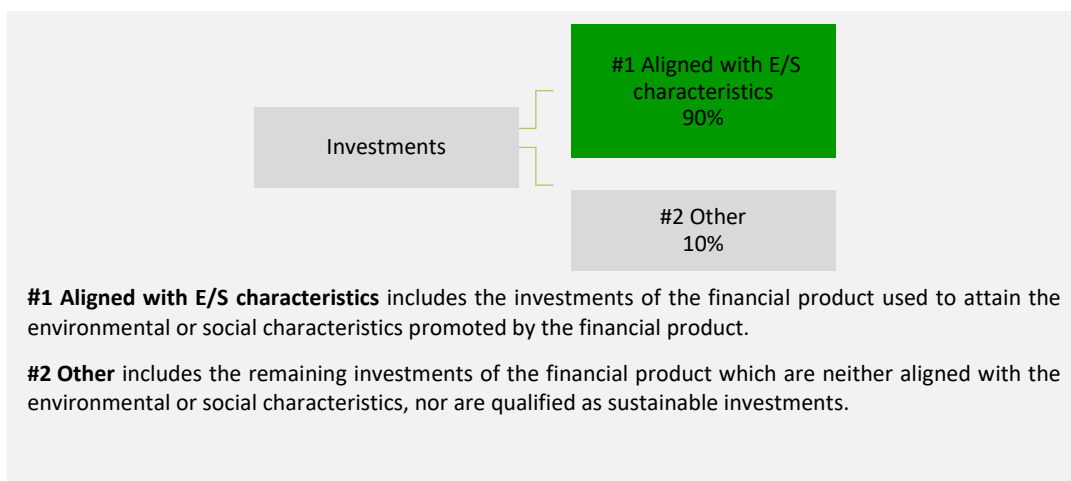 #1 Aligned with E/S
characteristics
90%
Investments
#2 Other
10%
#1 Aligned with E/S characteristics includes the investments of the financial product used to attain the
environmental or social characteristics promoted by the financial product.
#2 Other includes the remaining investments of the financial product which are neither aligned with the
environmental or social characteristics, nor are qualified as sustainable investments.